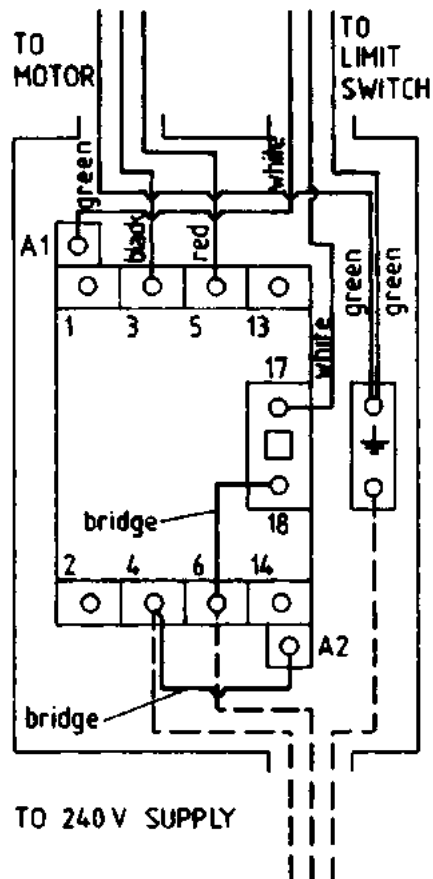 TO
MOTOR
TO
LIMIT
SWITCH
green
white
A1
black
red
green
green
1
3
5
13
white
17
bridge
18
2
4
6
14
A2
bridge
TO 240 V SUPPLY